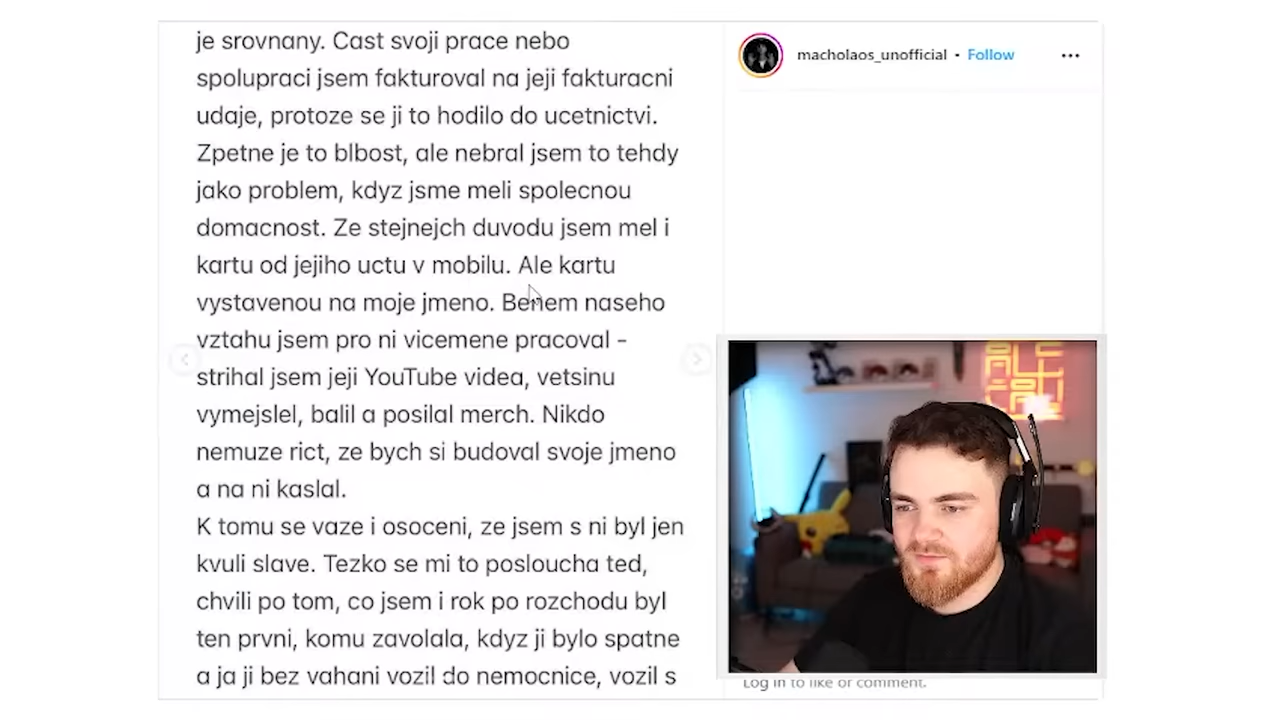 je srovnany. Cast svoji prace nebo
spolupraci jsem fakturoval na jeji fakturacni
udaje, protoze se ji to hodilo do ucetnictvi.
Zpetne je to blbost, ale nebral jsem to tehdy
jako problem, kdyz jsme meli spolecnou
domacnost. Ze stejnejch duvodu jsem mel i
kartu od jejiho uctu v mobilu. Ale kartu
vystavenou na moje jmeno. Behem naseho
vztahu jsem pro ni vicemene pracoval -
strihal jsem jeji YouTube videa, vetsinu
vymejslel, balil a posilal merch. Nikdo
nemuze rict, ze bych si budoval svoje jmeno
a na ni kaslal.
K tomu se vaze i osoceni, ze jsem s ni byl jen
kvuli slave. Tezko se mi to posloucha ted,
chvili po tom, co jsem i rok po rozchodu byl
ten prvni, komu zavolala, kdyz ji bylo spatne
a ja ji bez vahani vozil do nemocnice, vozil s
macholaos_unofficial • Follow
Log in to like or comment.